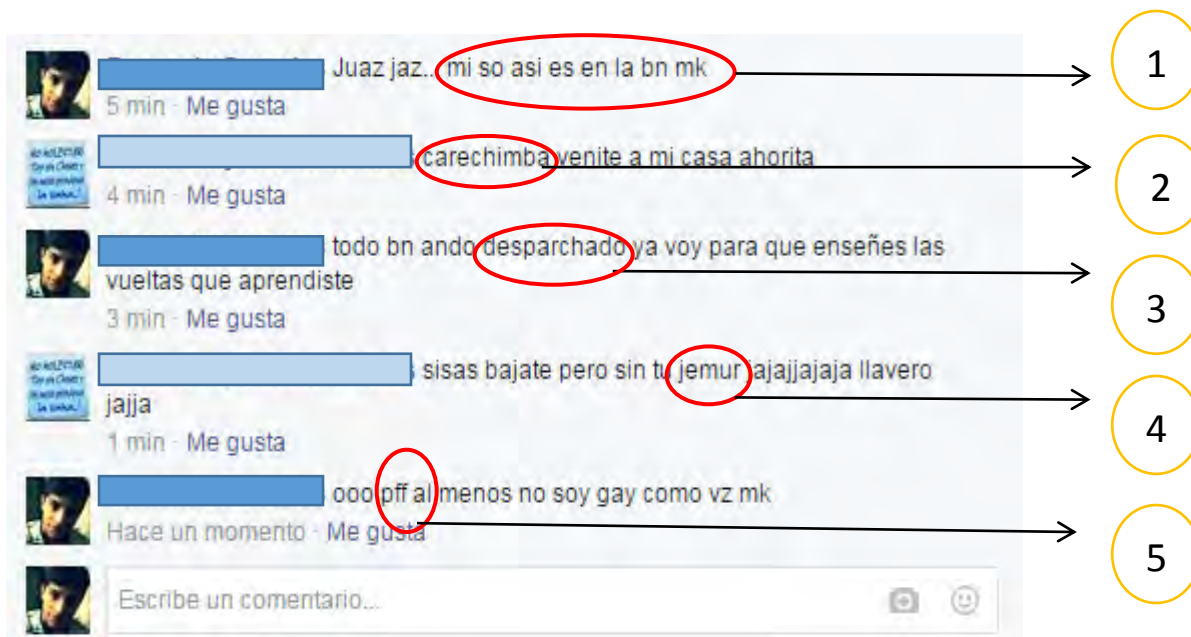 Juaz jaz... mi so asi es en la bn mk
5 min · Me gusta
carechimba venite a mi casa ahorita
4 min · Me gusta
todo bn ando desparchado ya voy para que enseñes las
vueltas que aprendiste
3 min · Me gusta
sisas bajate pero sin tu jemur jajajjajaja llavero
jajja
1 min · Me gusta
ooo pff al menos no soy gay como vz mk
Hace un momento · Me gusta
Escribe un comentario...
1
2
3
4
5